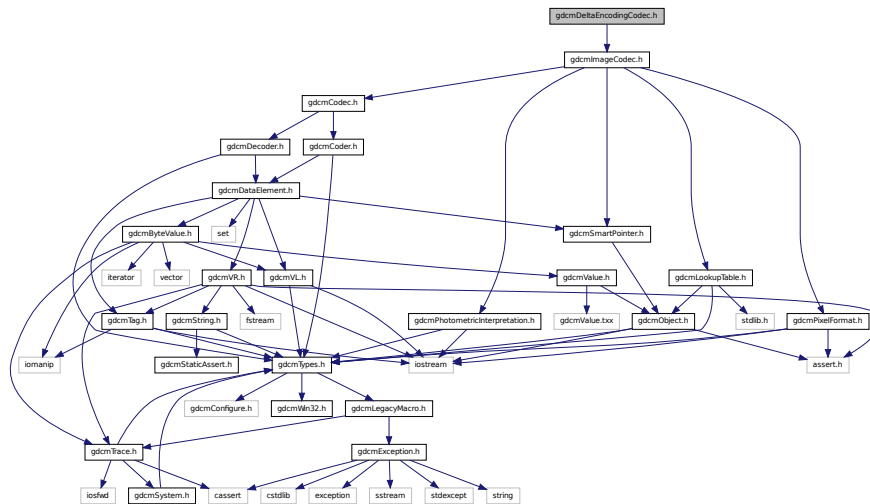 gdcmDeltaEncodingCodec.h
gdcmImageCodec.h
gdcmCodec.h
gdcmDecoder.h
gdcmCoder.h
gdcmDataElement.h
gdcmByteValue.h
set
gdcmSmartPointer.h
iterator
vector
gdcmVR.h
gdcmVL.h
gdcmValue.h
gdcmLookupTable.h
gdcmTag.h
gdcmString.h
fstream
gdcmPhotometricInterpretation.h
gdcmValue.txx
gdcmObject.h
stdlib.h
gdcmPixelFormat.h
iomanip
gdcmStaticAssert.h
gdcmTypes.h
iostream
assert.h
gdcmConfigure.h
gdcmWin32.h
gdcmLegacyMacro.h
gdcmTrace.h
gdcmException.h
iosfwd
gdcmSystem.h
cassert
cstdlib
exception
sstream
stdexcept
string